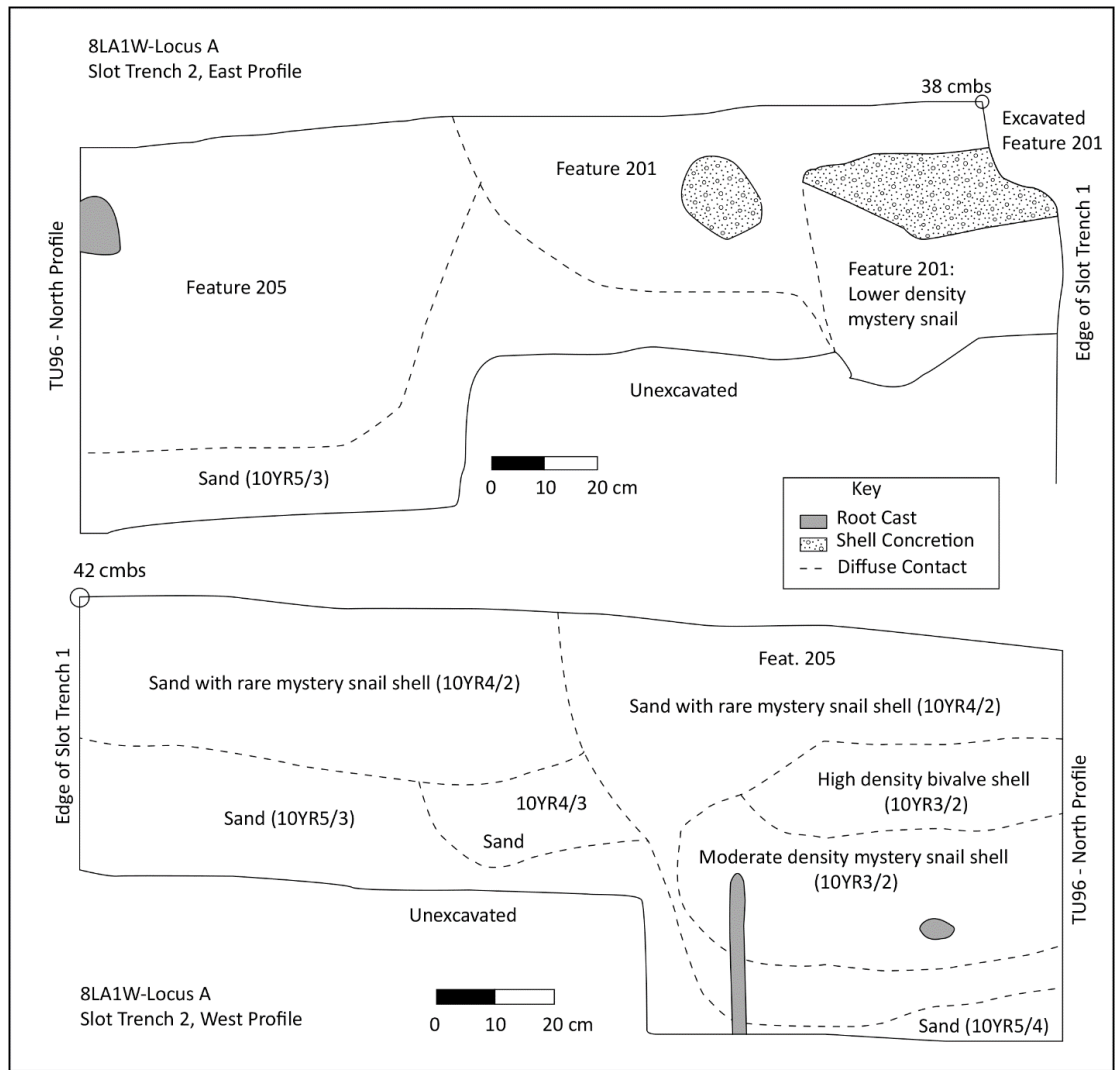 8LA1W-Locus A
Slot Trench 2, East Profile
38 cmbs
Excavated
Feature 201
Feature 201
TU96 - North Profile
Feature 205
Feature 201:
Lower density
mystery snail
Edge of Slot Trench 1
Unexcavated
Sand (10YR5/3)
0 10 20 cm
Key
Root Cast
Shell Concretion
Diffuse Contact
42 cmbs
Edge of Slot Trench 1
Feat. 205
Sand with rare mystery snail shell (10YR4/2)
Sand with rare mystery snail shell (10YR4/2)
High density bivalve shell
(10YR3/2)
10YR4/3
Sand (10YR5/3)
Sand
Moderate density mystery snail shell
(10YR3/2)
TU96 - North Profile
Unexcavated
8LA1W-Locus A
Slot Trench 2, West Profile
0 10 20 cm
Sand (10YR5/4)